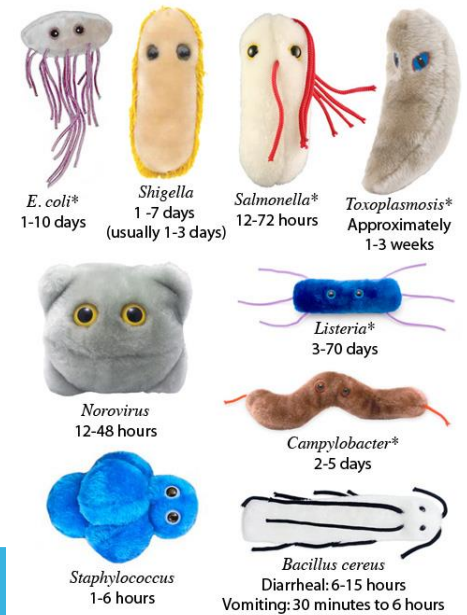 E. coli*
1-10 days
Shigella
1 -7 days
(usually 1-3 days)
Salmonella*
12-72 hours
Toxoplasmosis*
Approximately
1-3 weeks
Norovirus
12-48 hours
Listeria*
3-70 days
Campylobacter*
2-5 days
Staphylococcus
1-6 hours
Bacillus cereus
Diarrheal: 6-15 hours
Vomiting: 30 minutes to 6 hours